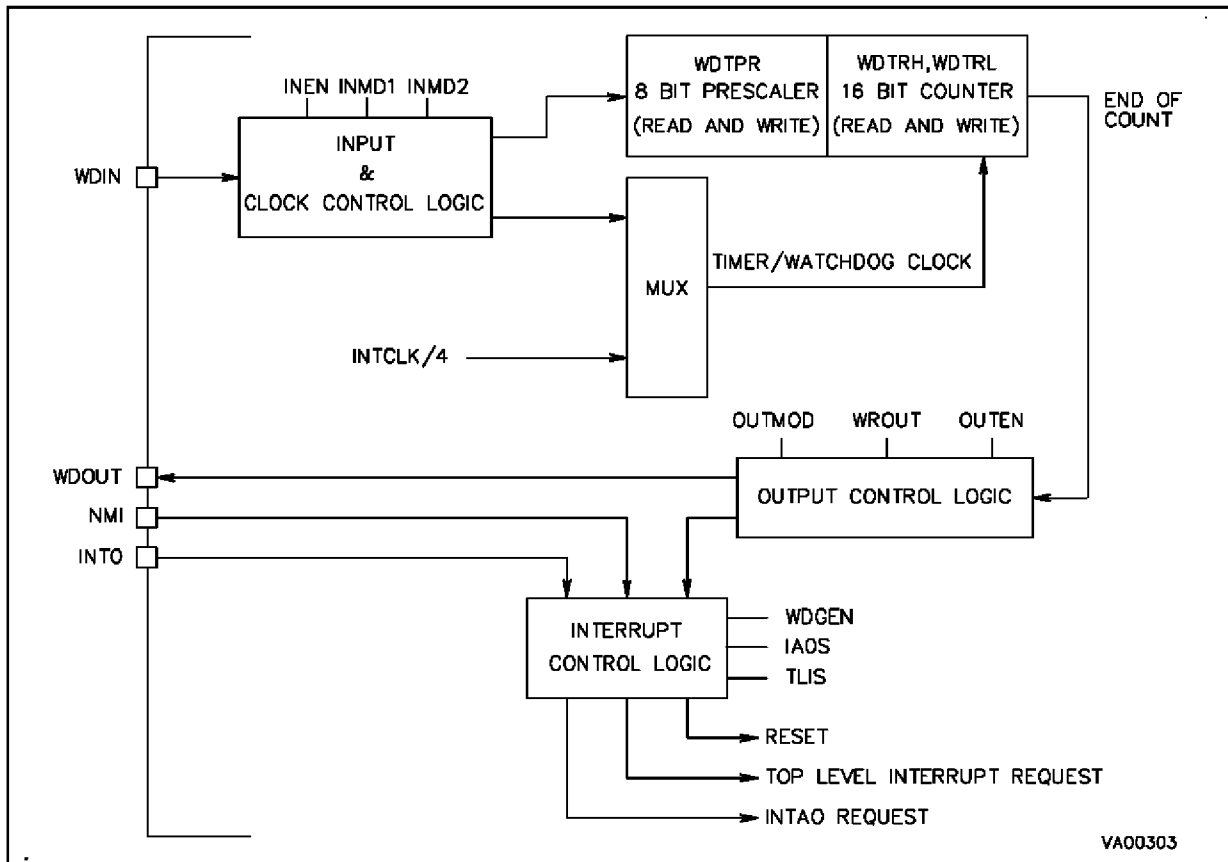 INEN INMD1 INMD2
INPUT
&
CLOCK CONTROL LOGIC
WDIN
WDTPR
8 BIT PRESCALER
(READ AND WRITE)
WDTRH,WDTRL
16 BIT COUNTER
(READ AND WRITE)
END OF
COUNT
MUX
TIMER/WATCHDOG CLOCK
INTCLK/4
OUTMOD WROUT OUTEN
OUTPUT CONTROL LOGIC
WDOUT
NMI
INT0
INTERRUPT
CONTROL LOGIC
WDGEN
IA0S
TLIS
RESET
TOP LEVEL INTERRUPT REQUEST
INTA0 REQUEST
VA00303